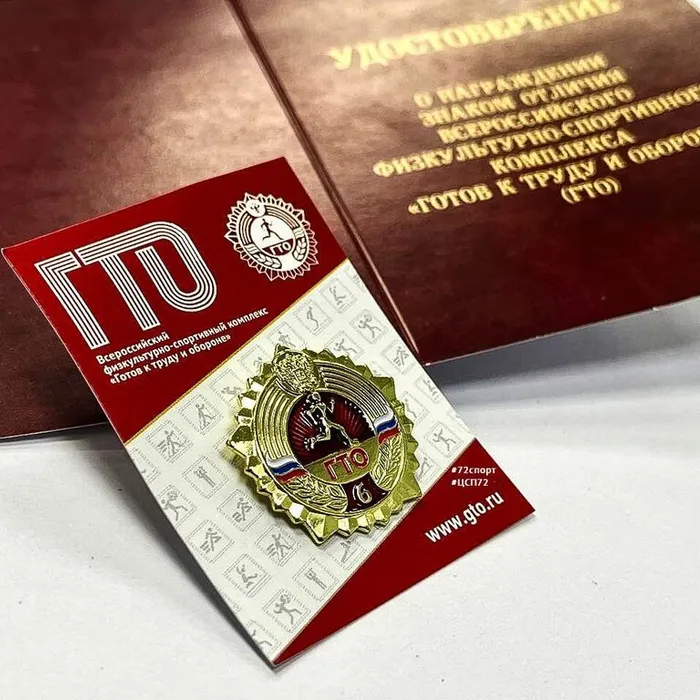 УДОСТОВЕРЕНИЕ
О НАГРАЖДЕНИИ
ЗНАКОМ ОТЛИЧИЯ
ВСЕРОССИЙСКОГО
ФИЗКУЛЬТУРНО-СПОРТИВНОГО
КОМПЛЕКСА
«ГОТОВ К ТРУДУ И ОБОРО
(ГТО)
ГТО
ГТО
Всероссийский
физкультурно-спортивный комплекс
«Готов к труду и обороне»
ГТО
6
#72спорт
#ЦСП72
www.gto.ru